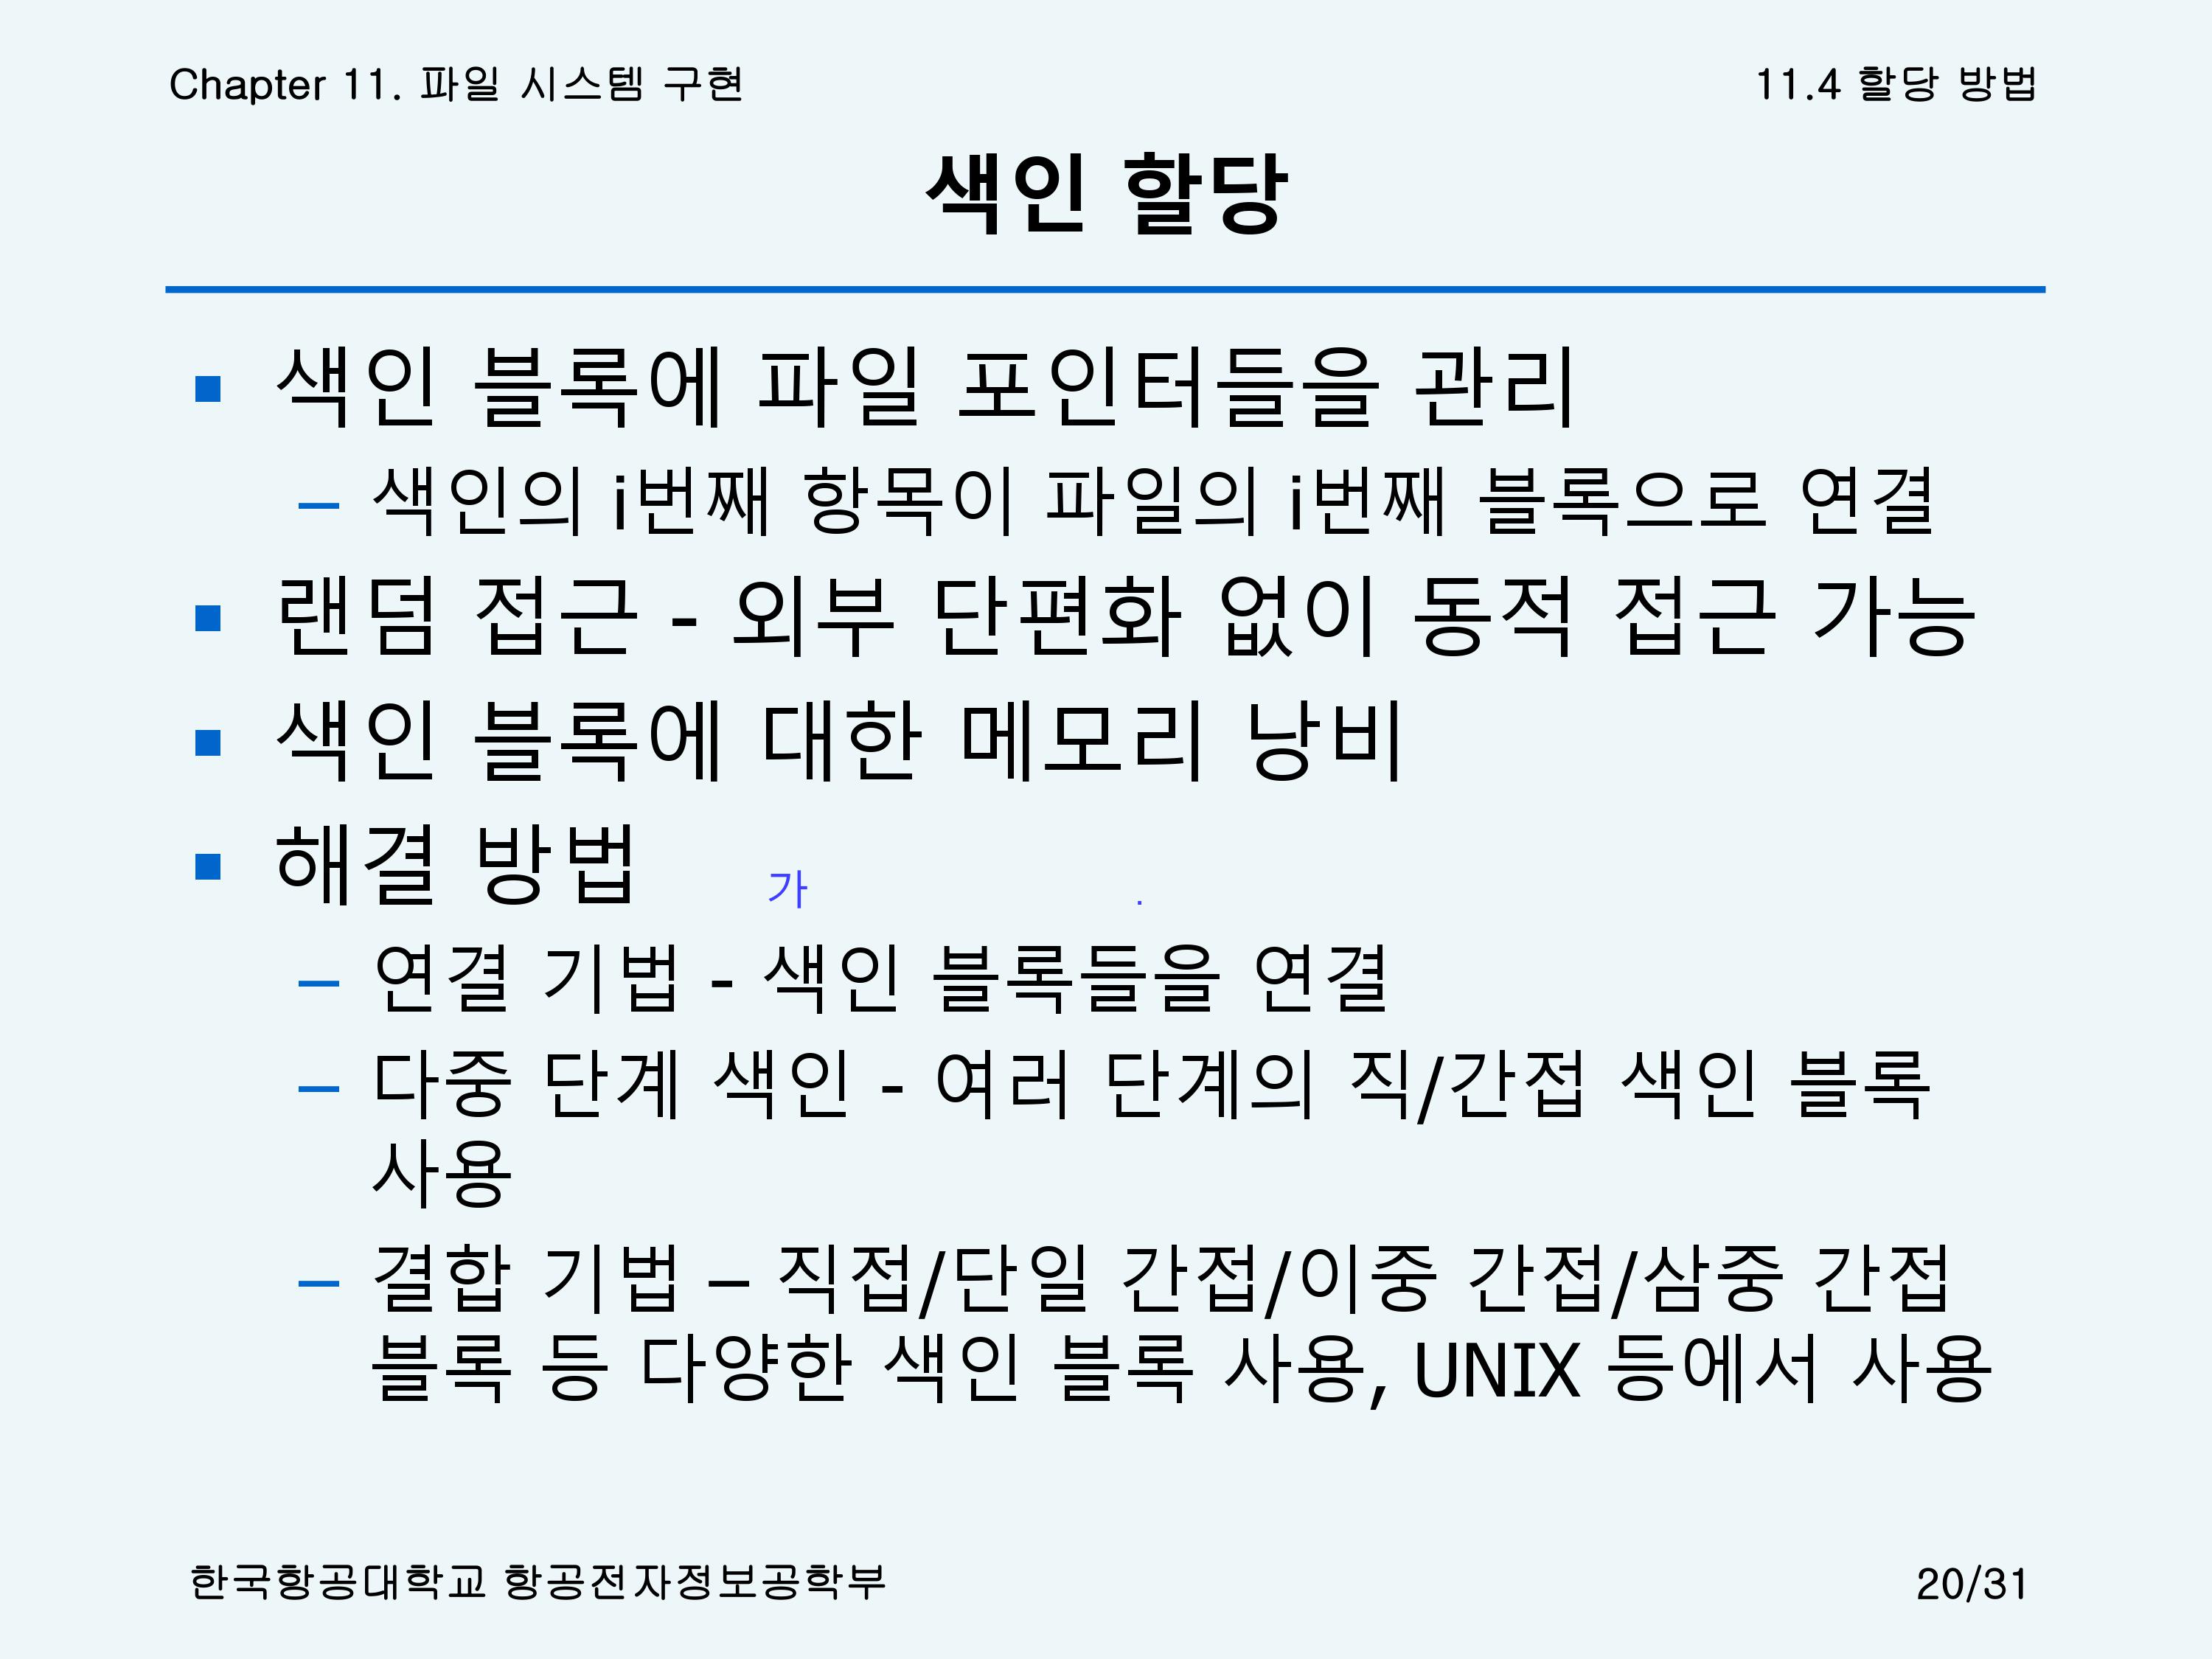 Chapter 11. 파일 시스템 구현
11.4 할당 방법
색인 할당
▪ 색인 블록에 파일 포인터들을 관리
– 색인의 i번째 항목이 파일의 i번째 블록으로 연결
▪ 랜덤 접근 - 외부 단편화 없이 동적 접근 가능
▪ 색인 블록에 대한 메모리 낭비
▪ 해결 방법
가 .
– 연결 기법 - 색인 블록들을 연결
– 다중 단계 색인 - 여러 단계의 직/간접 색인 블록
사용
– 결합 기법 – 직접/단일 간접/이중 간접/삼중 간접
블록 등 다양한 색인 블록 사용, UNIX 등에서 사용
한국항공대학교 항공전자정보공학부
20/31